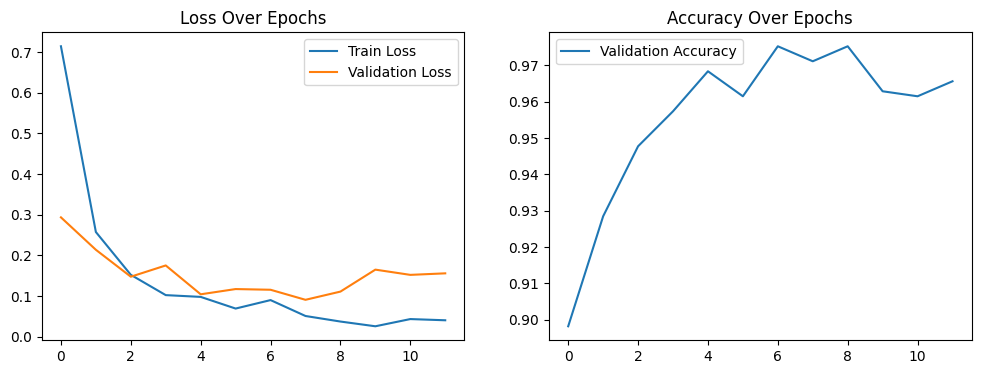 Loss Over Epochs
Train Loss
Validation Loss
0.7
0.6
0.5
0.4
0.3
0.2
0.1
0.0
0 2 4 6 8 10
Accuracy Over Epochs
Validation Accuracy
0.97
0.96
0.95
0.94
0.93
0.92
0.91
0.90
0 2 4 6 8 10